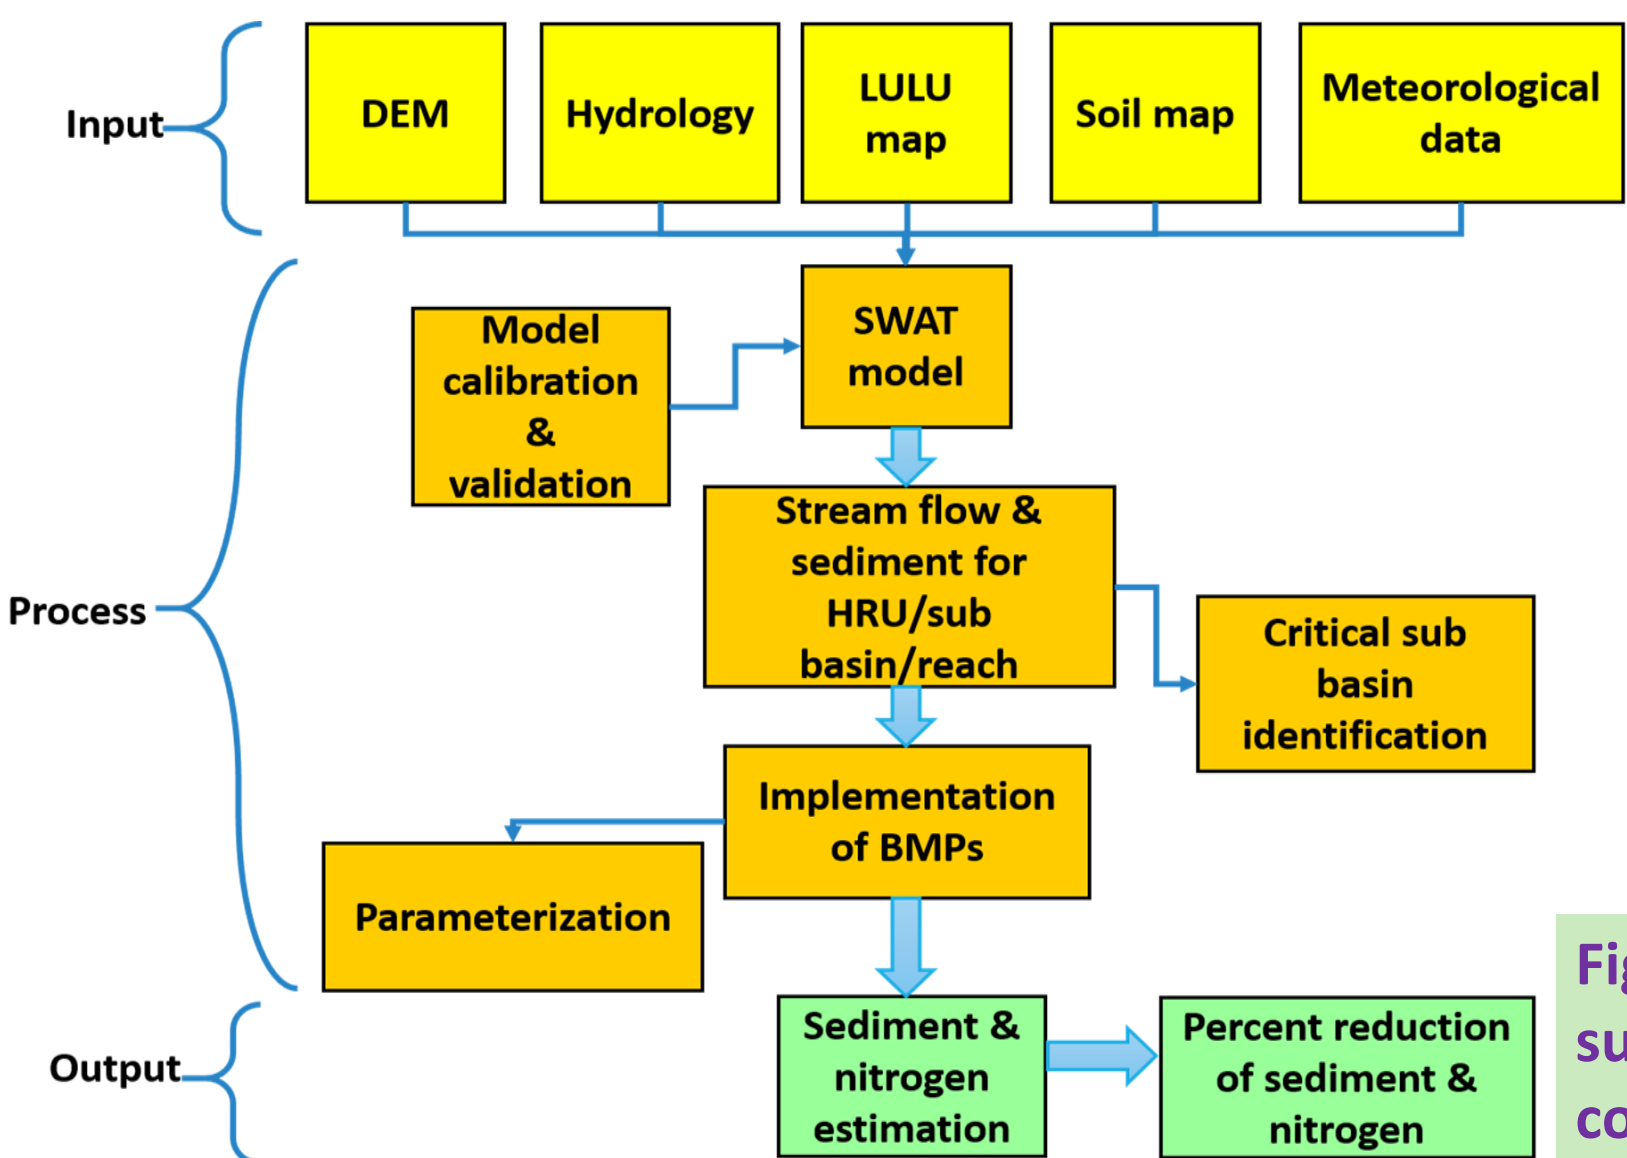 Input
DEM
Hydrology
LULU
map
Soil map
Meteorological
data
Process
Model
calibration
&
validation
SWAT
model
Stream flow &
sediment for
HRU/sub
basin/reach
Critical sub
basin
identification
Implementation
of BMPs
Parameterization
Output
Sediment &
nitrogen
estimation
Percent reduction
of sediment &
nitrogen